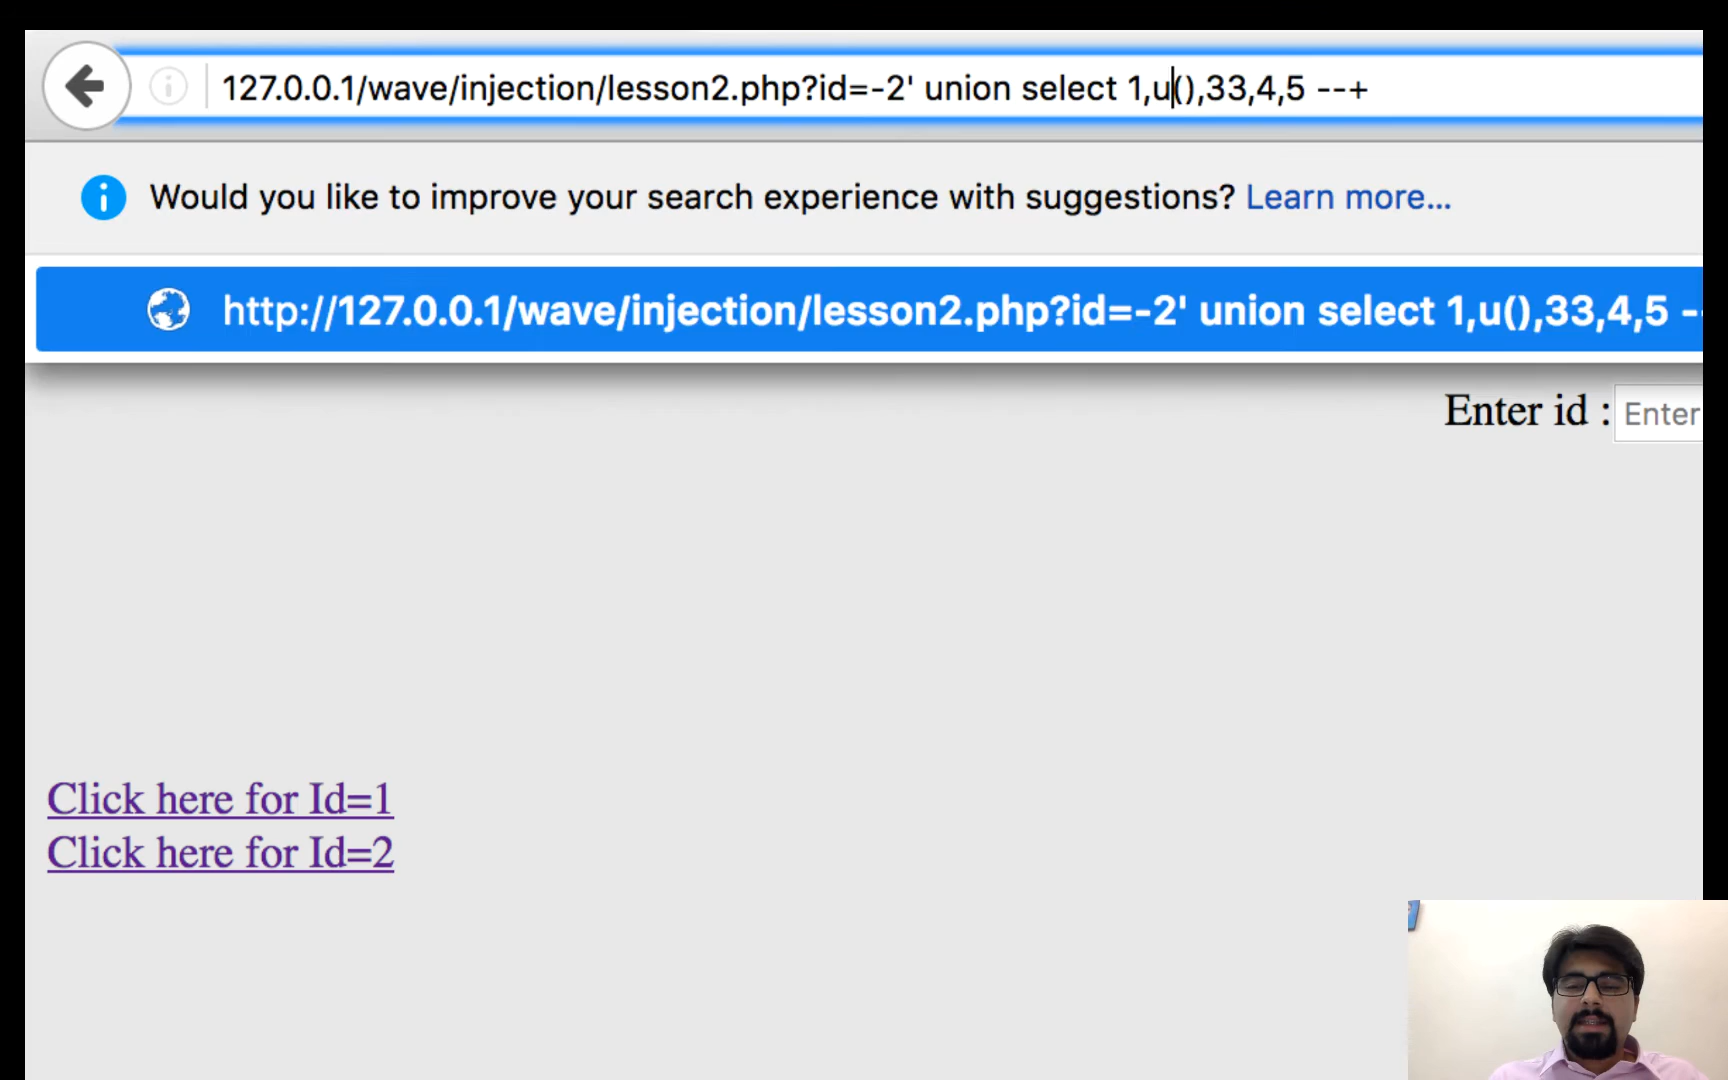 127.0.0.1/wave/injection/lesson2.php?id=-2' union select 1,u(),33,4,5 --+
Would you like to improve your search experience with suggestions? Learn more...
http://127.0.0.1/wave/injection/lesson2.php?id=-2' union select 1,u(),33,4,5 --
Enter id : Enter
Click here for Id=1
Click here for Id=2